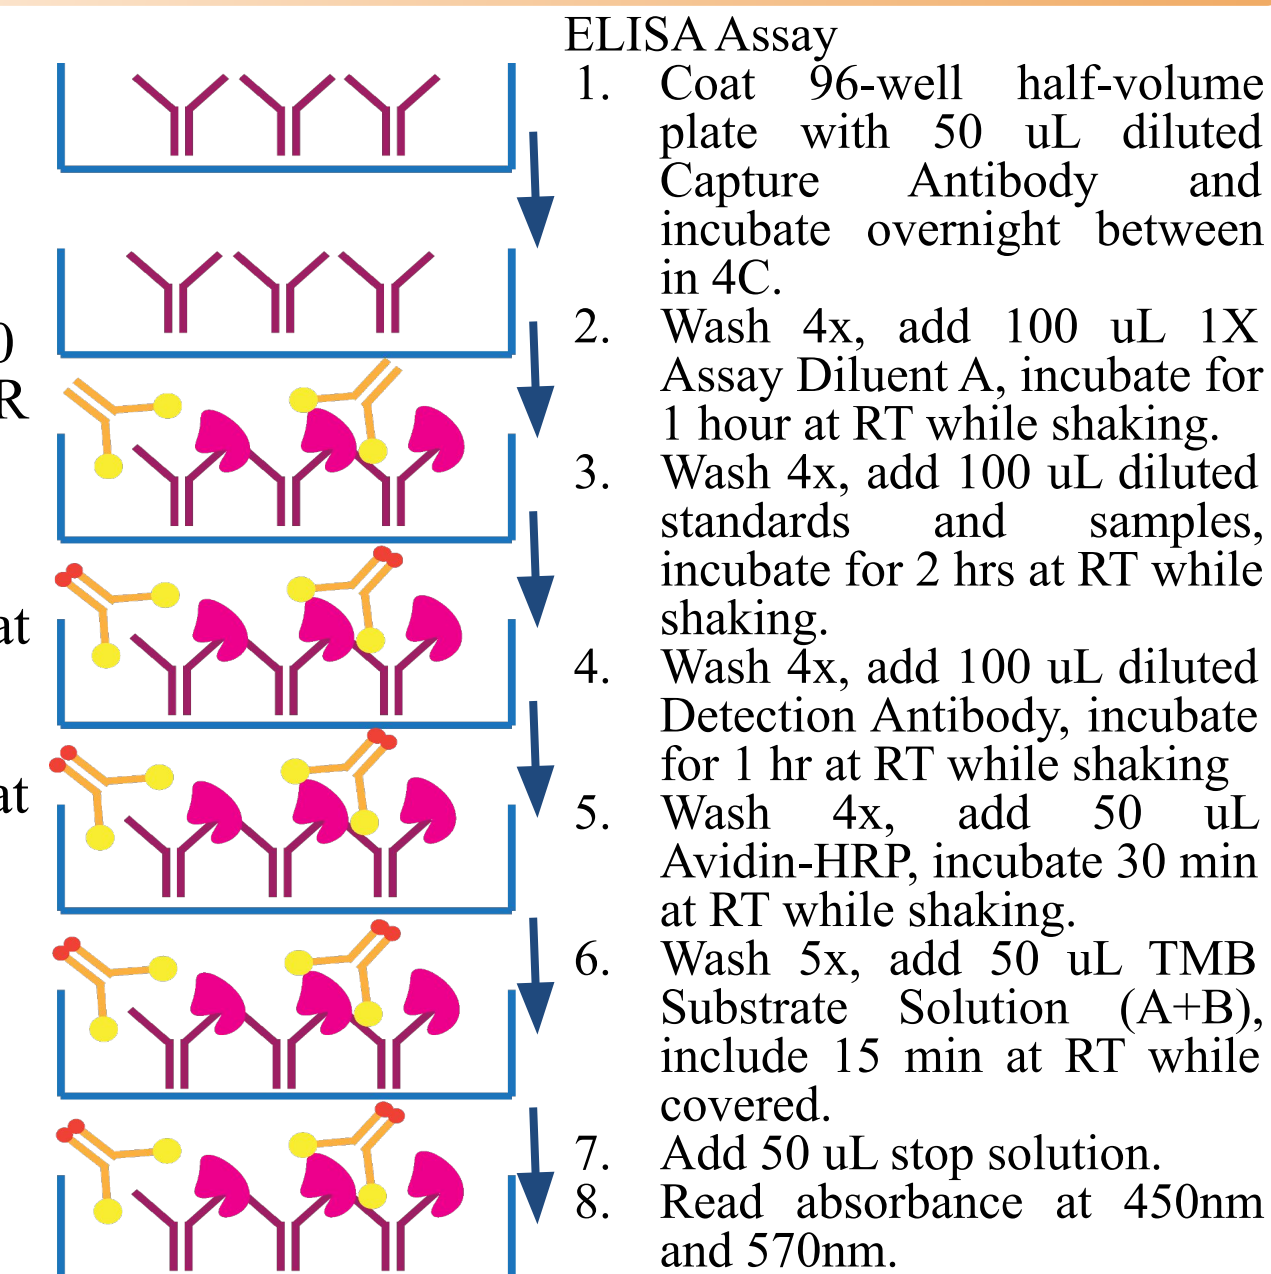 ELISA Assay
1. Coat 96-well half-volume
plate with 50 uL diluted
Capture Antibody and
incubate overnight between
in 4C.
2. Wash 4x, add 100 uL 1X
Assay Diluent A, incubate for
1 hour at RT while shaking.
3. Wash 4x, add 100 uL diluted
standards and samples,
incubate for 2 hrs at RT while
shaking.
4. Wash 4x, add 100 uL diluted
Detection Antibody, incubate
for 1 hr at RT while shaking
5. Wash 4x, add 50 uL
Avidin-HRP, incubate 30 min
at RT while shaking.
6. Wash 5x, add 50 uL TMB
Substrate Solution (A+B),
include 15 min at RT while
covered.
7. Add 50 uL stop solution.
8. Read absorbance at 450nm
and 570nm.